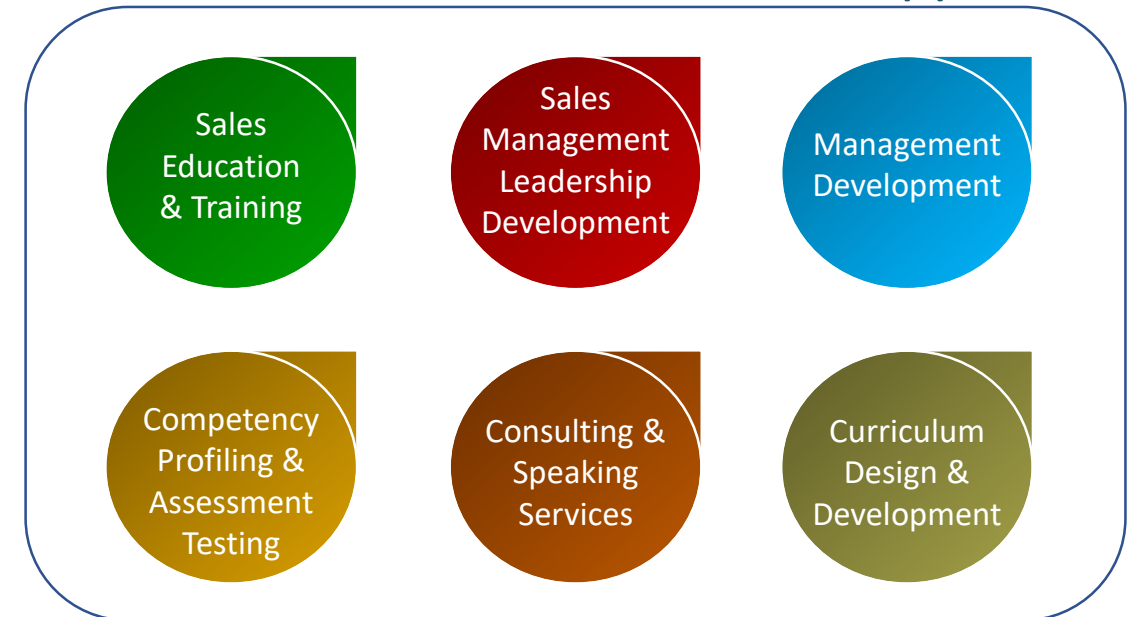 Sales
Education
& Training
Sales
Management
Leadership
Development
Management
Development
Competency
Profiling &
Assessment
Testing
Consulting &
Speaking
Services
Curriculum
Design &
Development